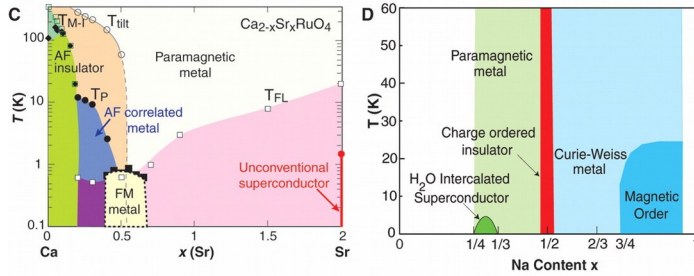 C
T_M-I
T_tilt
Ca₂₋ₓSrₓRuO₄
AF
insulator
Paramagnetic
metal
T_P
AF correlated
metal
T_FL
Unconventional
superconductor
FM
metal
T(K)
100
10
1
0.1
0
0.5
1
1.5
2
Ca
x (Sr)
Sr
D
60
50
40
30
20
10
0
T (K)
Paramagnetic
metal
Charge ordered
insulator
Curie-Weiss
metal
H₂O Intercalated
Superconductor
Magnetic
Order
0
1/4
1/3
1/2
2/3
3/4
1
Na Content x